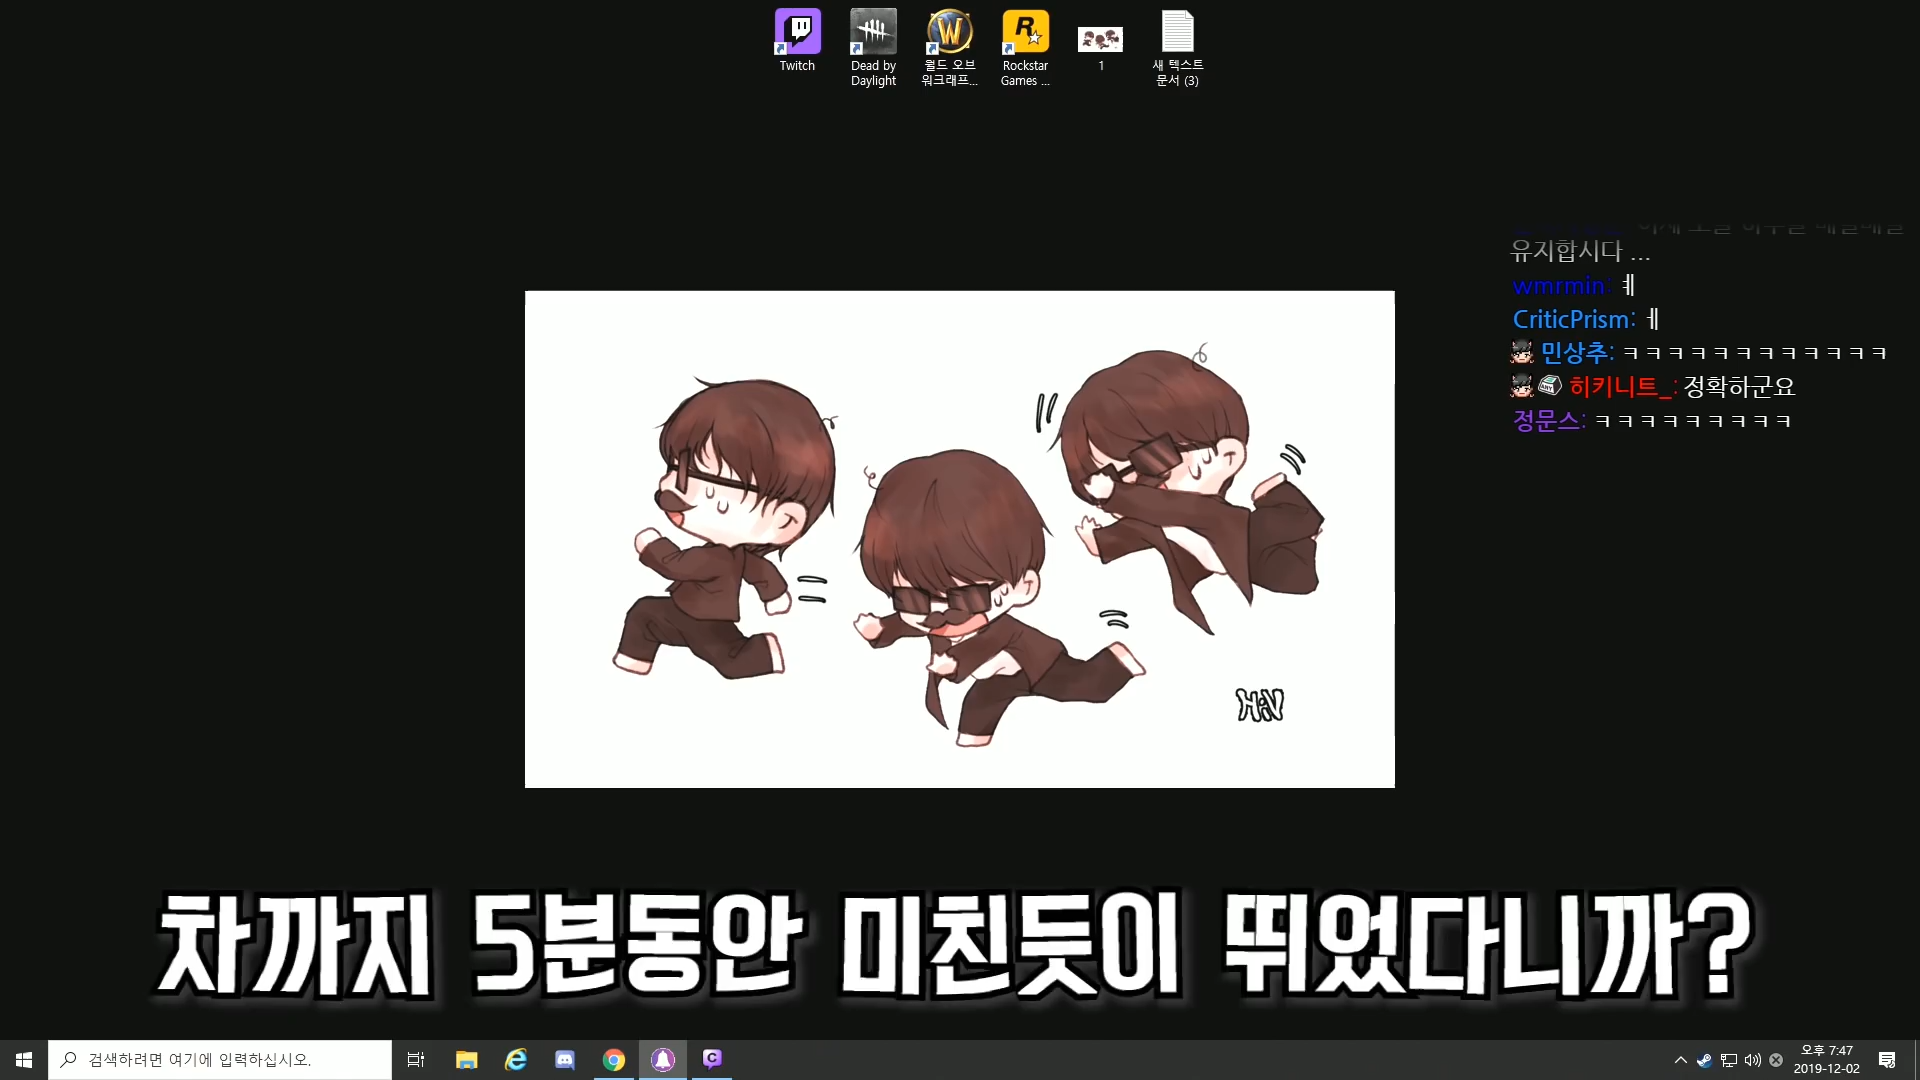 Twitch
Dead by
Daylight
월드 오브
워크래프...
Rockstar
Games ...
1
새 텍스트
문서 (3)
유지합시다 ...
wmrmin: 긔
CriticPrism: ㅔ
민상추: ㅋㅋㅋㅋㅋㅋㅋㅋㅋㅋㅋㅋ
히키니트_: 정확하군요
정문스: ㅋㅋㅋㅋㅋㅋㅋㅋㅋ
HiV
차까지 5분동안 미친듯이 뛰었다니까?
검색하려면 여기에 입력하십시오.
오후 7:47
2019-12-02